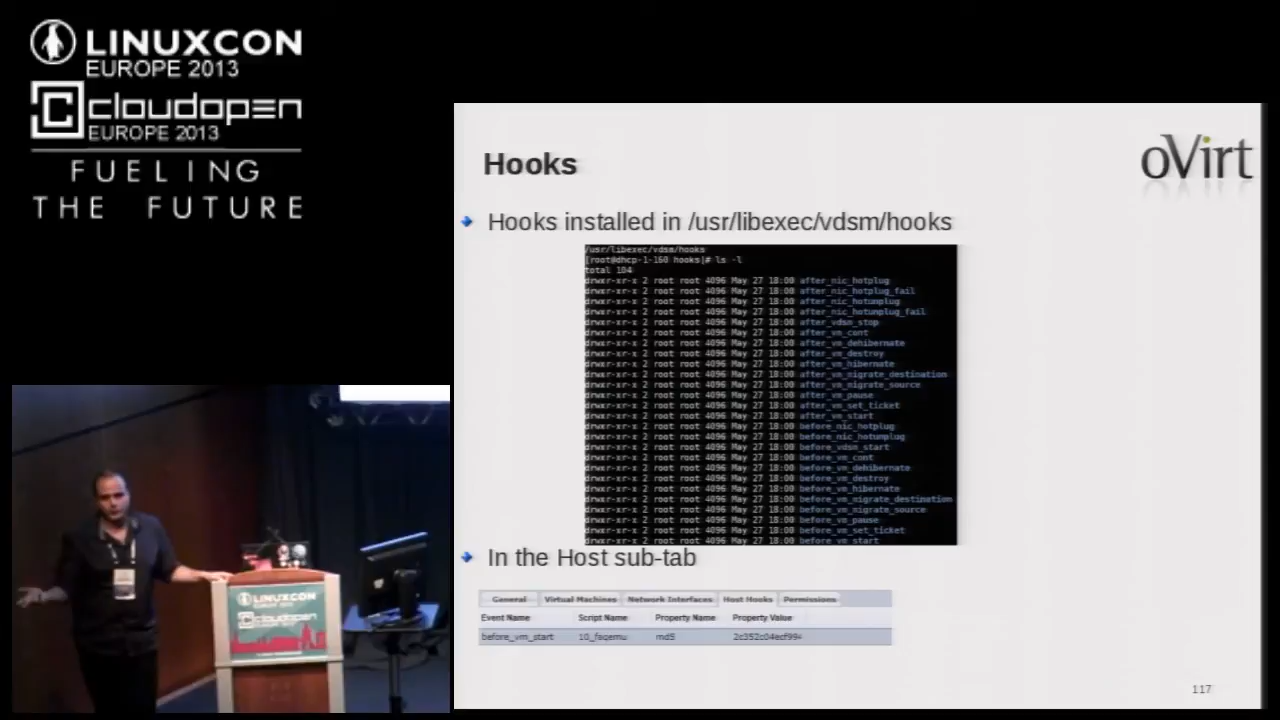 LINUXCON
EUROPE 2013
cloudopen
EUROPE 2013
FUELING
THE FUTURE
Hooks
oVirt
Hooks installed in /usr/libexec/vdsm/hooks
/usr/libexec/vdsm/hooks
[root@dhcp-1-160 hooks]# ls -l
total 104
drwxr-xr-x 2 root root 4096 May 27 18:00 after_nic_hotplug
drwxr-xr-x 2 root root 4096 May 27 18:00 after_nic_hotplug_fail
drwxr-xr-x 2 root root 4096 May 27 18:00 after_nic_hotunplug
drwxr-xr-x 2 root root 4096 May 27 18:00 after_nic_hotunplug_fail
drwxr-xr-x 2 root root 4096 May 27 18:00 after_vdsm_stop
drwxr-xr-x 2 root root 4096 May 27 18:00 after_vm_cont
drwxr-xr-x 2 root root 4096 May 27 18:00 after_vm_dehibernate
drwxr-xr-x 2 root root 4096 May 27 18:00 after_vm_destroy
drwxr-xr-x 2 root root 4096 May 27 18:00 after_vm_hibernate
drwxr-xr-x 2 root root 4096 May 27 18:00 after_vm_migrate_destination
drwxr-xr-x 2 root root 4096 May 27 18:00 after_vm_migrate_source
drwxr-xr-x 2 root root 4096 May 27 18:00 after_vm_pause
drwxr-xr-x 2 root root 4096 May 27 18:00 after_vm_set_ticket
drwxr-xr-x 2 root root 4096 May 27 18:00 after_vm_start
drwxr-xr-x 2 root root 4096 May 27 18:00 before_nic_hotplug
drwxr-xr-x 2 root root 4096 May 27 18:00 before_nic_hotunplug
drwxr-xr-x 2 root root 4096 May 27 18:00 before_vdsm_start
drwxr-xr-x 2 root root 4096 May 27 18:00 before_vm_cont
drwxr-xr-x 2 root root 4096 May 27 18:00 before_vm_dehibernate
drwxr-xr-x 2 root root 4096 May 27 18:00 before_vm_destroy
drwxr-xr-x 2 root root 4096 May 27 18:00 before_vm_hibernate
drwxr-xr-x 2 root root 4096 May 27 18:00 before_vm_migrate_destination
drwxr-xr-x 2 root root 4096 May 27 18:00 before_vm_migrate_source
drwxr-xr-x 2 root root 4096 May 27 18:00 before_vm_pause
drwxr-xr-x 2 root root 4096 May 27 18:00 before_vm_set_ticket
drwxr-xr-x 2 root root 4096 May 27 18:00 before_vm_start
In the Host sub-tab
General Virtual Machines Network Interfaces Host Hooks Permissions
Event Name Script Name Property Name Property Value
before_vm_start 10_faqemu md5
117
LINUXCON
cloudopen